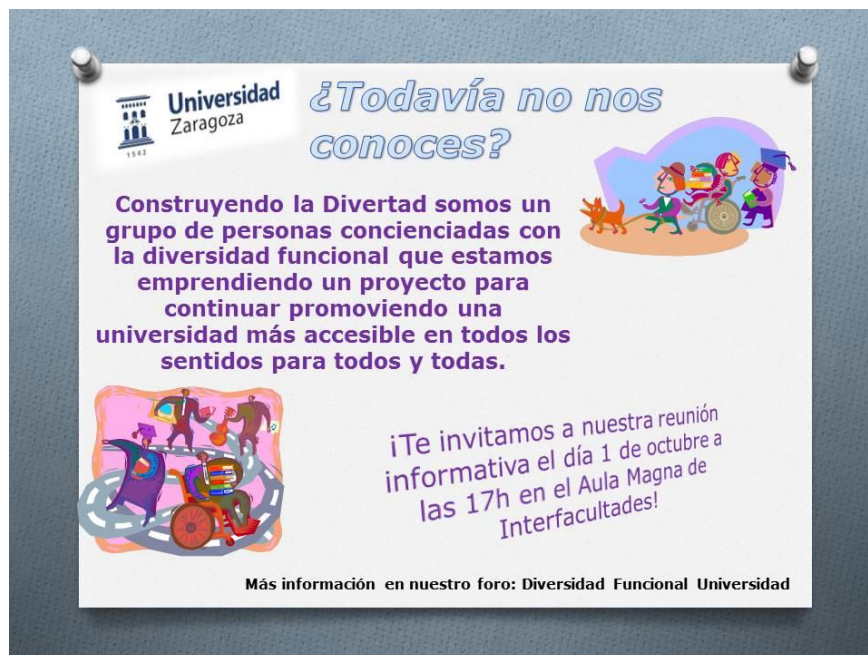 Universidad
Zaragoza
1542
¿Todavía no nos
conoces?
Construyendo la Divertad somos un
grupo de personas concienciadas con
la diversidad funcional que estamos
emprendiendo un proyecto para
continuar promoviendo una
universidad más accesible en todos los
sentidos para todos y todas.
¡Te invitamos a nuestra reunión
informativa el día 1 de octubre a
las 17h en el Aula Magna de
Interfacultades!
Más información en nuestro foro: Diversidad Funcional Universidad